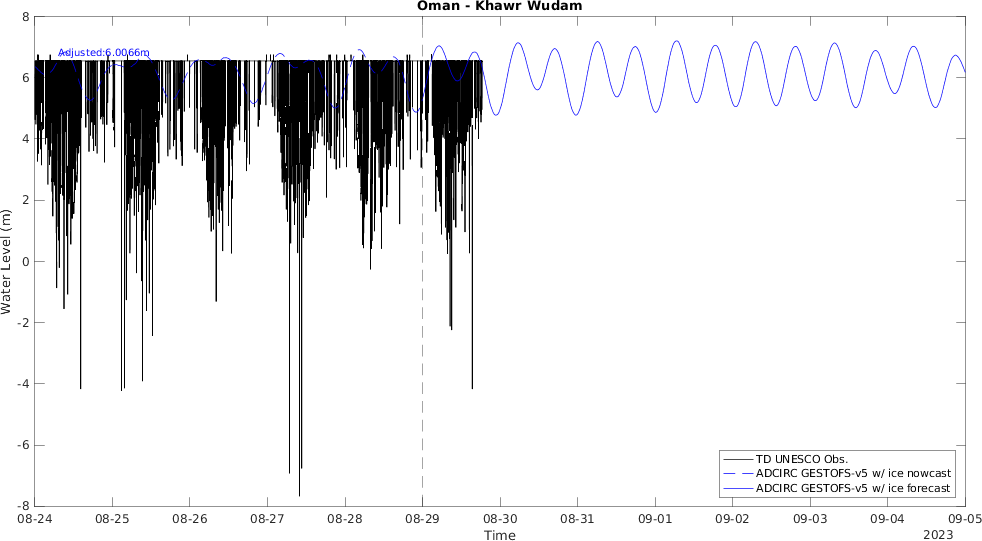 Oman - Khawr Wudam
Adjusted:6.0066m
8
6
4
2
0
-2
-4
-6
-8
Water Level (m)
08-24 08-25 08-26 08-27 08-28 08-29 08-30 08-31 09-01 09-02 09-03 09-04 09-05
Time
2023
TD UNESCO Obs.
ADCIRC GESTOFS-v5 w/ ice nowcast
ADCIRC GESTOFS-v5 w/ ice forecast